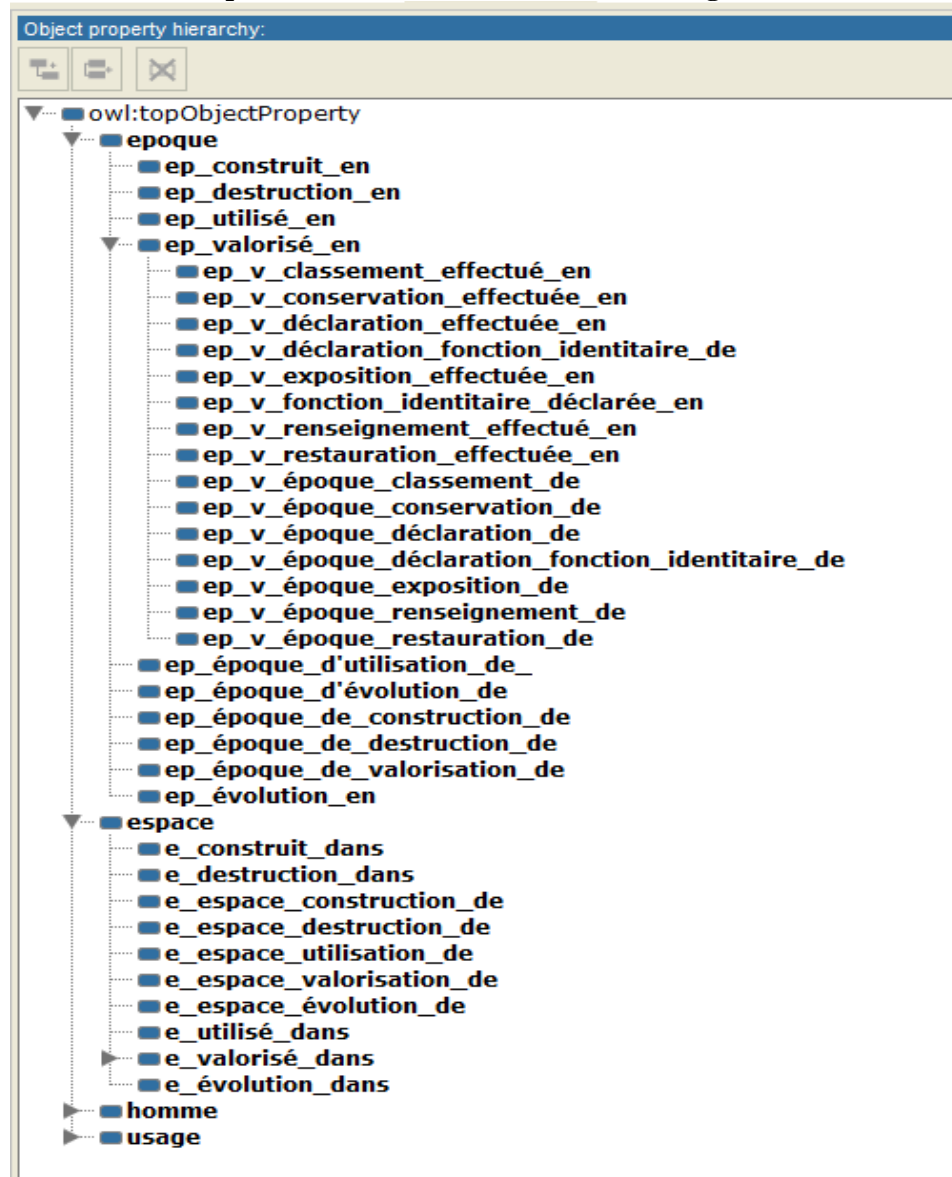 Object property hierarchy:
owl:topObjectProperty
epoque
ep_construit_en
ep_destruction_en
ep_utilisé_en
ep_valorisé_en
ep_v_classement_effectué_en
ep_v_conservation_effectuée_en
ep_v_déclaration_effectuée_en
ep_v_déclaration_fonction_identitaire_de
ep_v_exposition_effectuée_en
ep_v_fonction_identitaire_déclarée_en
ep_v_renseignement_effectué_en
ep_v_restauration_effectuée_en
ep_v_époque_classement_de
ep_v_époque_conservation_de
ep_v_époque_déclaration_de
ep_v_époque_déclaration_fonction_identitaire_de
ep_v_époque_exposition_de
ep_v_époque_renseignement_de
ep_v_époque_restauration_de
ep_époque_d'utilisation_de_
ep_époque_d'évolution_de
ep_époque_de_construction_de
ep_époque_de_destruction_de
ep_époque_de_valorisation_de
ep_évolution_en
espace
e_construit_dans
e_destruction_dans
e_espace_construction_de
e_espace_destruction_de
e_espace_utilisation_de
e_espace_valorisation_de
e_espace_évolution_de
e_utilisé_dans
e_valorisé_dans
e_évolution_dans
homme
usage